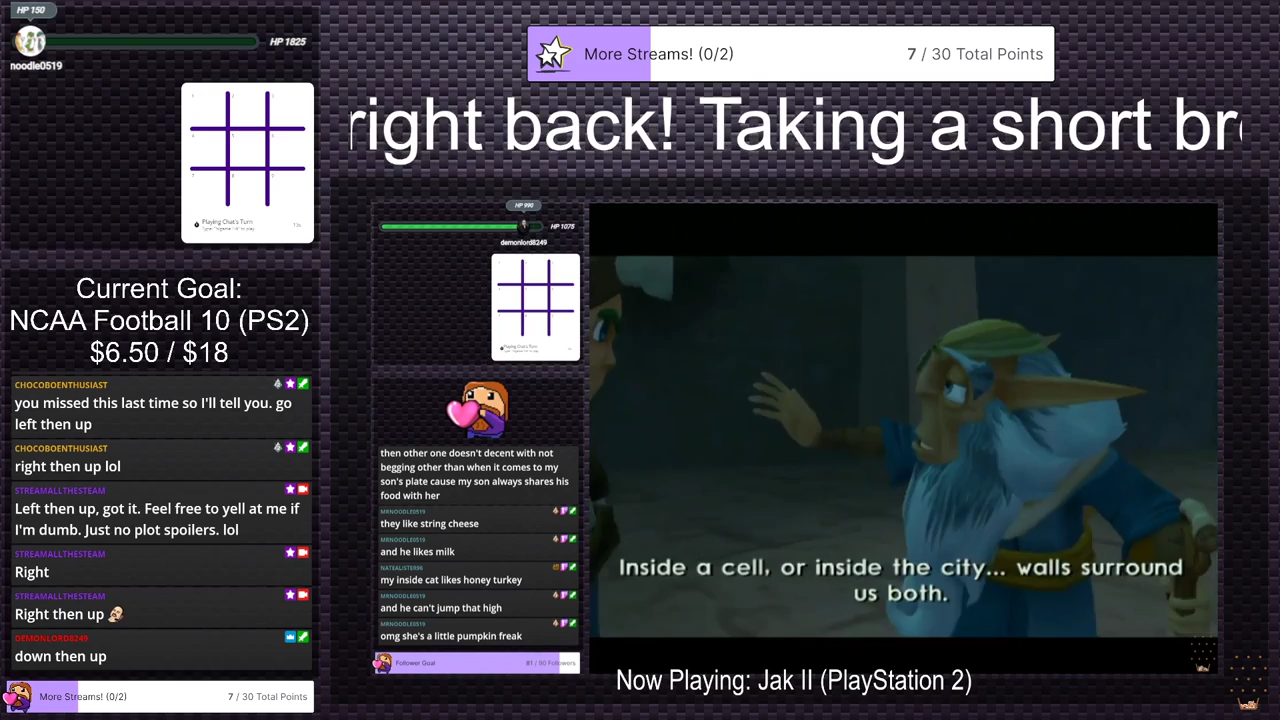 HP 150
HP 1825
noodle0519
Playing Chat's Turn
Current Goal:
NCAA Football 10 (PS2)
$6.50 / $18
CHOCOBOENTHUSIAST
you missed this last time so I'll tell you. go
left then up
CHOCOBOENTHUSIAST
right then up lol
STREAMALLTHESTEAM
Left then up, got it. Feel free to yell at me if
I'm dumb. Just no plot spoilers. lol
STREAMALLTHESTEAM
Right
STREAMALLTHESTEAM
Right then up
DEMONLORD8249
down then up
More Streams! (0/2) 7 / 30 Total Points
More Streams! (0/2) 7 / 30 Total Points
right back! Taking a short br
HP 990
HP 1075
demonlord8249
then other one doesn't decent with not
begging other than when it comes to my
son's plate cause my son always shares his
food with her
MRNOODLE0519
they like string cheese
MRNOODLE0519
and he likes milk
NATEALISTER96
my inside cat likes honey turkey
MRNOODLE0519
and he can't jump that high
MRNOODLE0519
omg she's a little pumpkin freak
Follower Goal 81 / 90 Followers
Inside a cell, or inside the city... walls surround
us both.
Now Playing: Jak II (PlayStation 2)